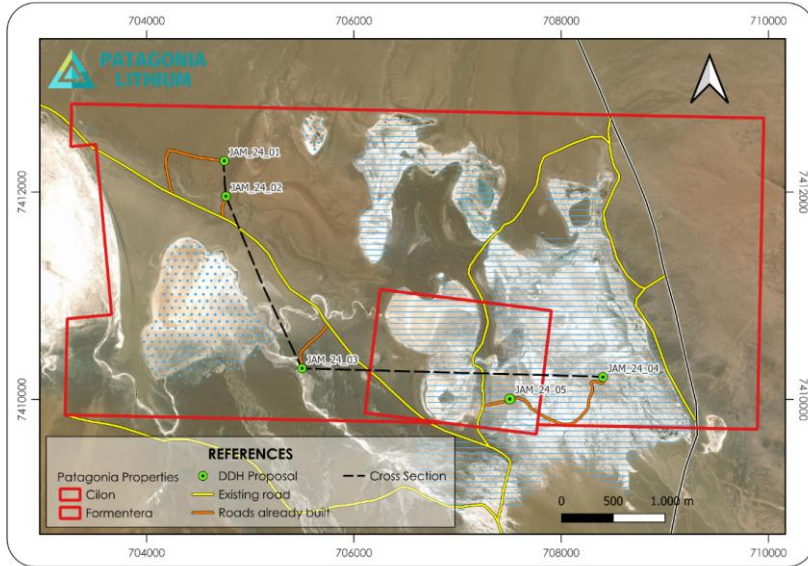 704000 706000 708000 710000
PATAGONIA
LITHIUM
JAM_24_01
7412000
JAM_24_02
7412000
JAM_24_03
JAM_24_04
7410000
JAM_24_05
7410000
REFERENCES
Patagonia Properties
Cilon
Formentera
DDH Proposal
Existing road
Roads already built
Cross Section
0 500 1.000 m
704000 706000 708000 710000